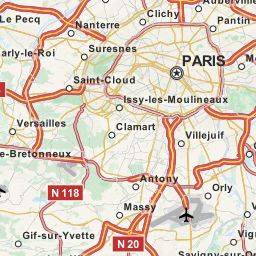 Le Pecq
Clichy
Aubervilliers
Nanterre
Pantin
arly-le-Roi
Suresnes
PARIS
Mo
Saint-Cloud
Issy-les-Moulineaux
Versailles
Clamart
Villejuif
e-Bretonneux
N 118
Antony
Orly
Massy
Gif-sur-Yvette
N 20
Savigny-sur-O